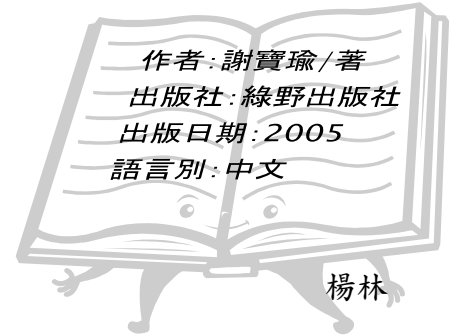 作者:謝寶瑜/著
出版社:綠野出版社
出版日期:2005
語言別:中文
楊林